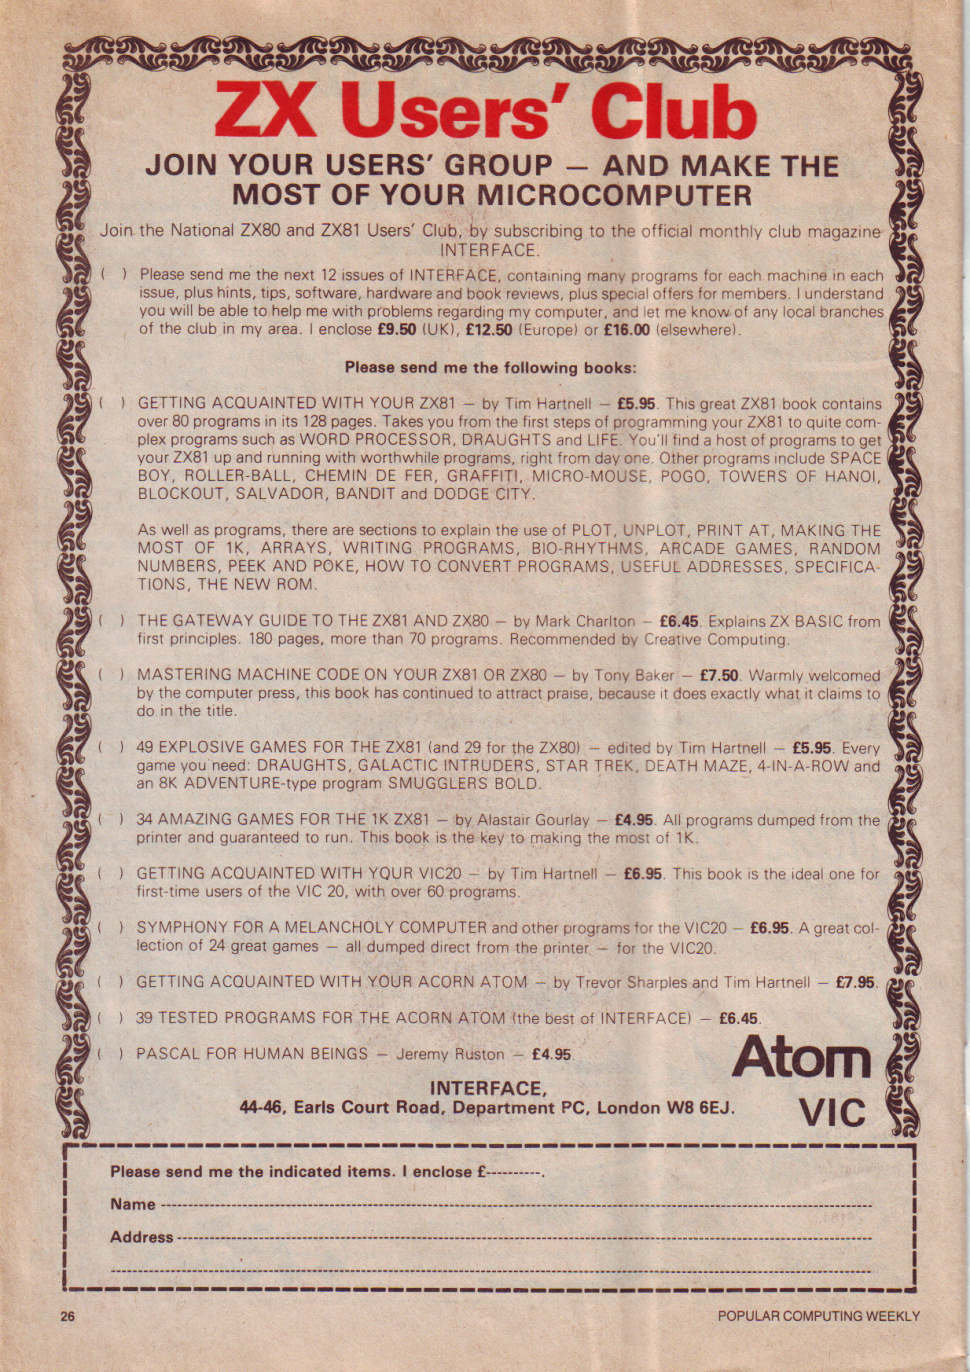 ZX Users' Club
JOIN YOUR USERS' GROUP — AND MAKE THE
MOST OF YOUR MICROCOMPUTER
Join the National ZX80 and ZX81 Users' Club, by subscribing to the official monthly club magazine
INTERFACE.
( ) Please send me the next 12 issues of INTERFACE, containing many programs for each machine in each
issue, plus hints, tips, software, hardware and book reviews, plus special offers for members. I understand
you will be able to help me with problems regarding my computer, and let me know of any local branches
of the club in my area. I enclose £9.50 (UK), £12.50 (Europe) or £16.00 (elsewhere).
Please send me the following books:
( ) GETTING ACQUAINTED WITH YOUR ZX81 — by Tim Hartnell — £5.95. This great ZX81 book contains
over 80 programs in its 128 pages. Takes you from the first steps of programming your ZX81 to quite com-
plex programs such as WORD PROCESSOR, DRAUGHTS and LIFE. You'll find a host of programs to get
your ZX81 up and running with worthwhile programs, right from day one. Other programs include SPACE
BOY, ROLLER-BALL, CHEMIN DE FER, GRAFFITI, MICRO-MOUSE, POGO, TOWERS OF HANOI,
BLOCKOUT, SALVADOR, BANDIT and DODGE CITY.
As well as programs, there are sections to explain the use of PLOT, UNPLOT, PRINT AT, MAKING THE
MOST OF 1K, ARRAYS, WRITING PROGRAMS, BIO-RHYTHMS, ARCADE GAMES, RANDOM
NUMBERS, PEEK AND POKE, HOW TO CONVERT PROGRAMS, USEFUL ADDRESSES, SPECIFICA-
TIONS, THE NEW ROM.
( ) THE GATEWAY GUIDE TO THE ZX81 AND ZX80 — by Mark Charlton — £6.45. Explains ZX BASIC from
first principles. 180 pages, more than 70 programs. Recommended by Creative Computing.
( ) MASTERING MACHINE CODE ON YOUR ZX81 OR ZX80 — by Tony Baker — £7.50. Warmly welcomed
by the computer press, this book has continued to attract praise, because it does exactly what it claims to
do in the title.
( ) 49 EXPLOSIVE GAMES FOR THE ZX81 (and 29 for the ZX80) — edited by Tim Hartnell — £5.95. Every
game you need: DRAUGHTS, GALACTIC INTRUDERS, STAR TREK, DEATH MAZE, 4-IN-A-ROW and
an 8K ADVENTURE-type program SMUGGLERS BOLD.
( ) 34 AMAZING GAMES FOR THE 1K ZX81 — by Alastair Gourlay — £4.95. All programs dumped from the
printer and guaranteed to run. This book is the key to making the most of 1K.
( ) GETTING ACQUAINTED WITH YOUR VIC20 — by Tim Hartnell — £6.95. This book is the ideal one for
first-time users of the VIC 20, with over 60 programs.
( ) SYMPHONY FOR A MELANCHOLY COMPUTER and other programs for the VIC20 — £6.95. A great col-
lection of 24 great games — all dumped direct from the printer — for the VIC20.
( ) GETTING ACQUAINTED WITH YOUR ACORN ATOM — by Trevor Sharples and Tim Hartnell — £7.95.
( ) 39 TESTED PROGRAMS FOR THE ACORN ATOM (the best of INTERFACE) — £6.45.
( ) PASCAL FOR HUMAN BEINGS — Jeremy Ruston — £4.95
Atom
VIC
INTERFACE,
44-46, Earls Court Road, Department PC, London W8 6EJ.
Please send me the indicated items. I enclose £----------.
Name
Address
26
POPULAR COMPUTING WEEKLY